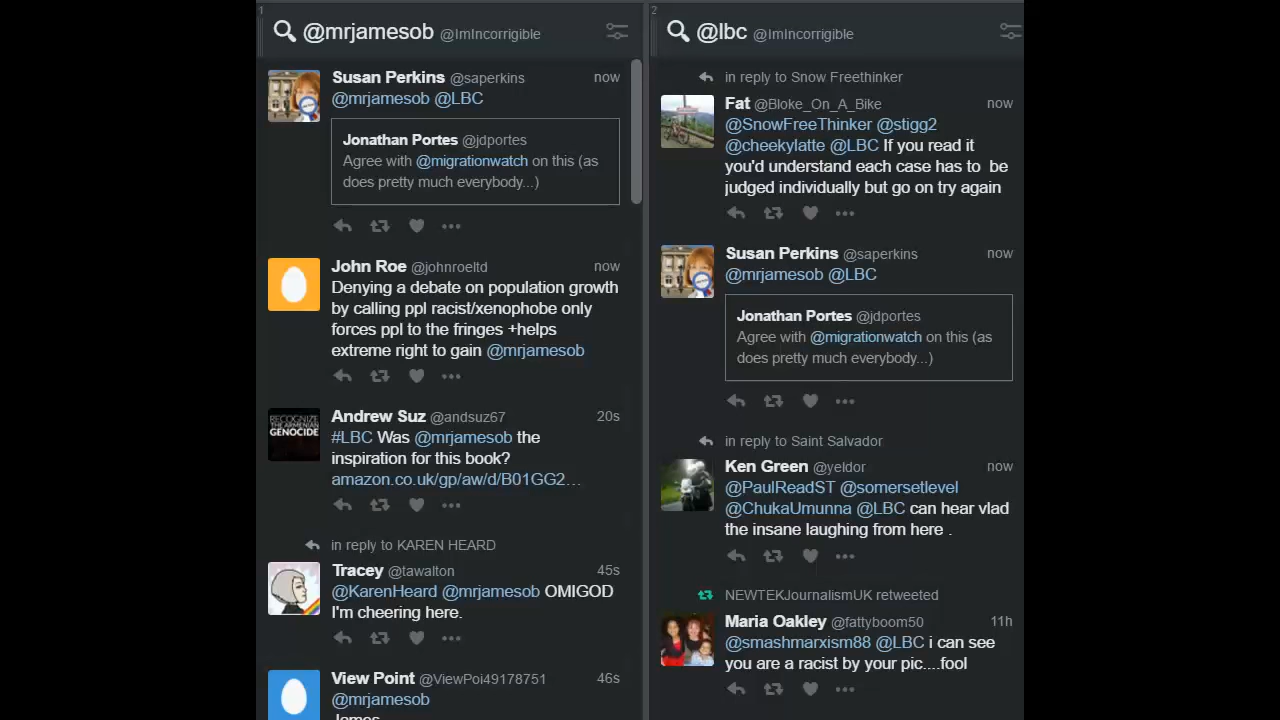 1
@mrjamesob @ImIncorrigible
Susan Perkins @saperkins now
@mrjamesob @LBC
Jonathan Portes @jdportes
Agree with @migrationwatch on this (as
does pretty much everybody...)
John Roe @johnroeltd now
Denying a debate on population growth
by calling ppl racist/xenophobe only
forces ppl to the fringes +helps
extreme right to gain @mrjamesob
RECOGNIZE
THE ARMENIAN
GENOCIDE
Andrew Suz @andsuz67 20s
#LBC Was @mrjamesob the
inspiration for this book?
amazon.co.uk/gp/aw/d/B01GG2…
in reply to KAREN HEARD
Tracey @tawalton 45s
@KarenHeard @mrjamesob OMIGOD
I'm cheering here.
View Point @ViewPoi49178751 46s
@mrjamesob
James
2
@lbc @ImIncorrigible
in reply to Snow Freethinker
Fat @Bloke_On_A_Bike now
@SnowFreeThinker @stigg2
@cheekylatte @LBC If you read it
you'd understand each case has to be
judged individually but go on try again
Susan Perkins @saperkins now
@mrjamesob @LBC
Jonathan Portes @jdportes
Agree with @migrationwatch on this (as
does pretty much everybody...)
in reply to Saint Salvador
Ken Green @yeldor now
@PaulReadST @somersetlevel
@ChukaUmunna @LBC can hear vlad
the insane laughing from here .
NEWTEKJournalismUK retweeted
Maria Oakley @fattyboom50 11h
@smashmarxism88 @LBC i can see
you are a racist by your pic....fool